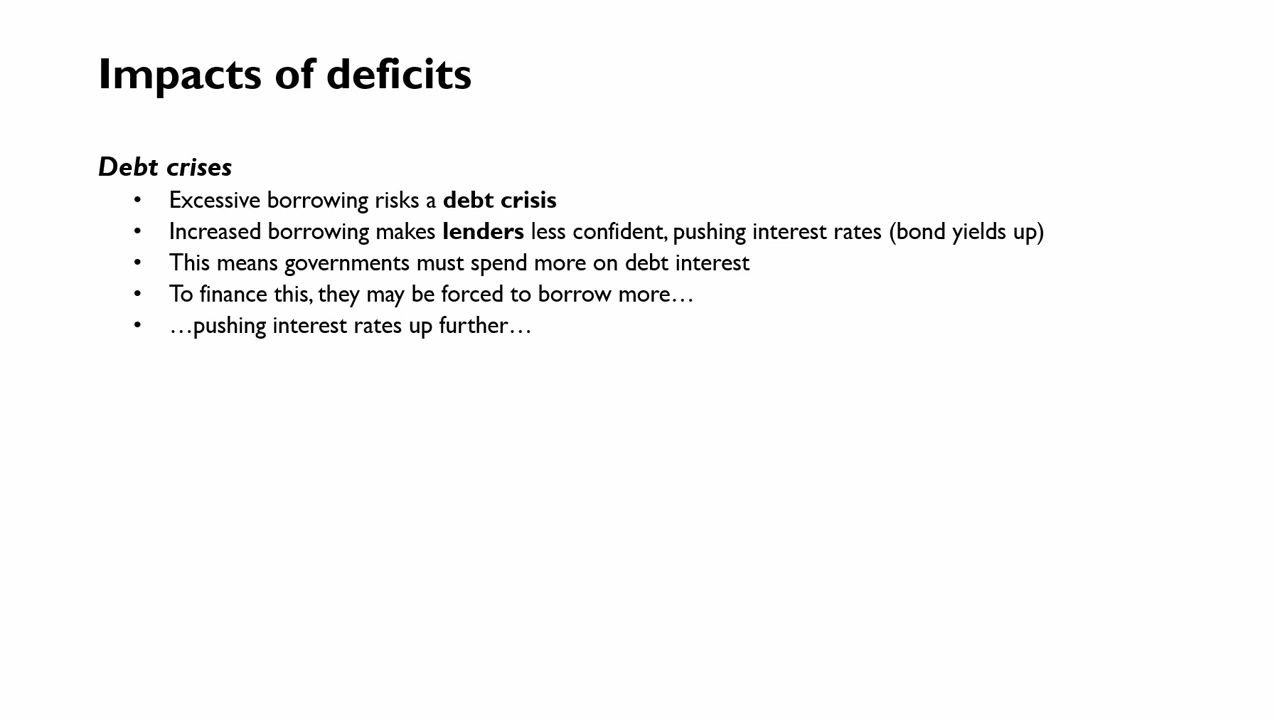 Impacts of deficits
Debt crises
• Excessive borrowing risks a debt crisis
• Increased borrowing makes lenders less confident, pushing interest rates (bond yields up)
• This means governments must spend more on debt interest
• To finance this, they may be forced to borrow more…
• …pushing interest rates up further…